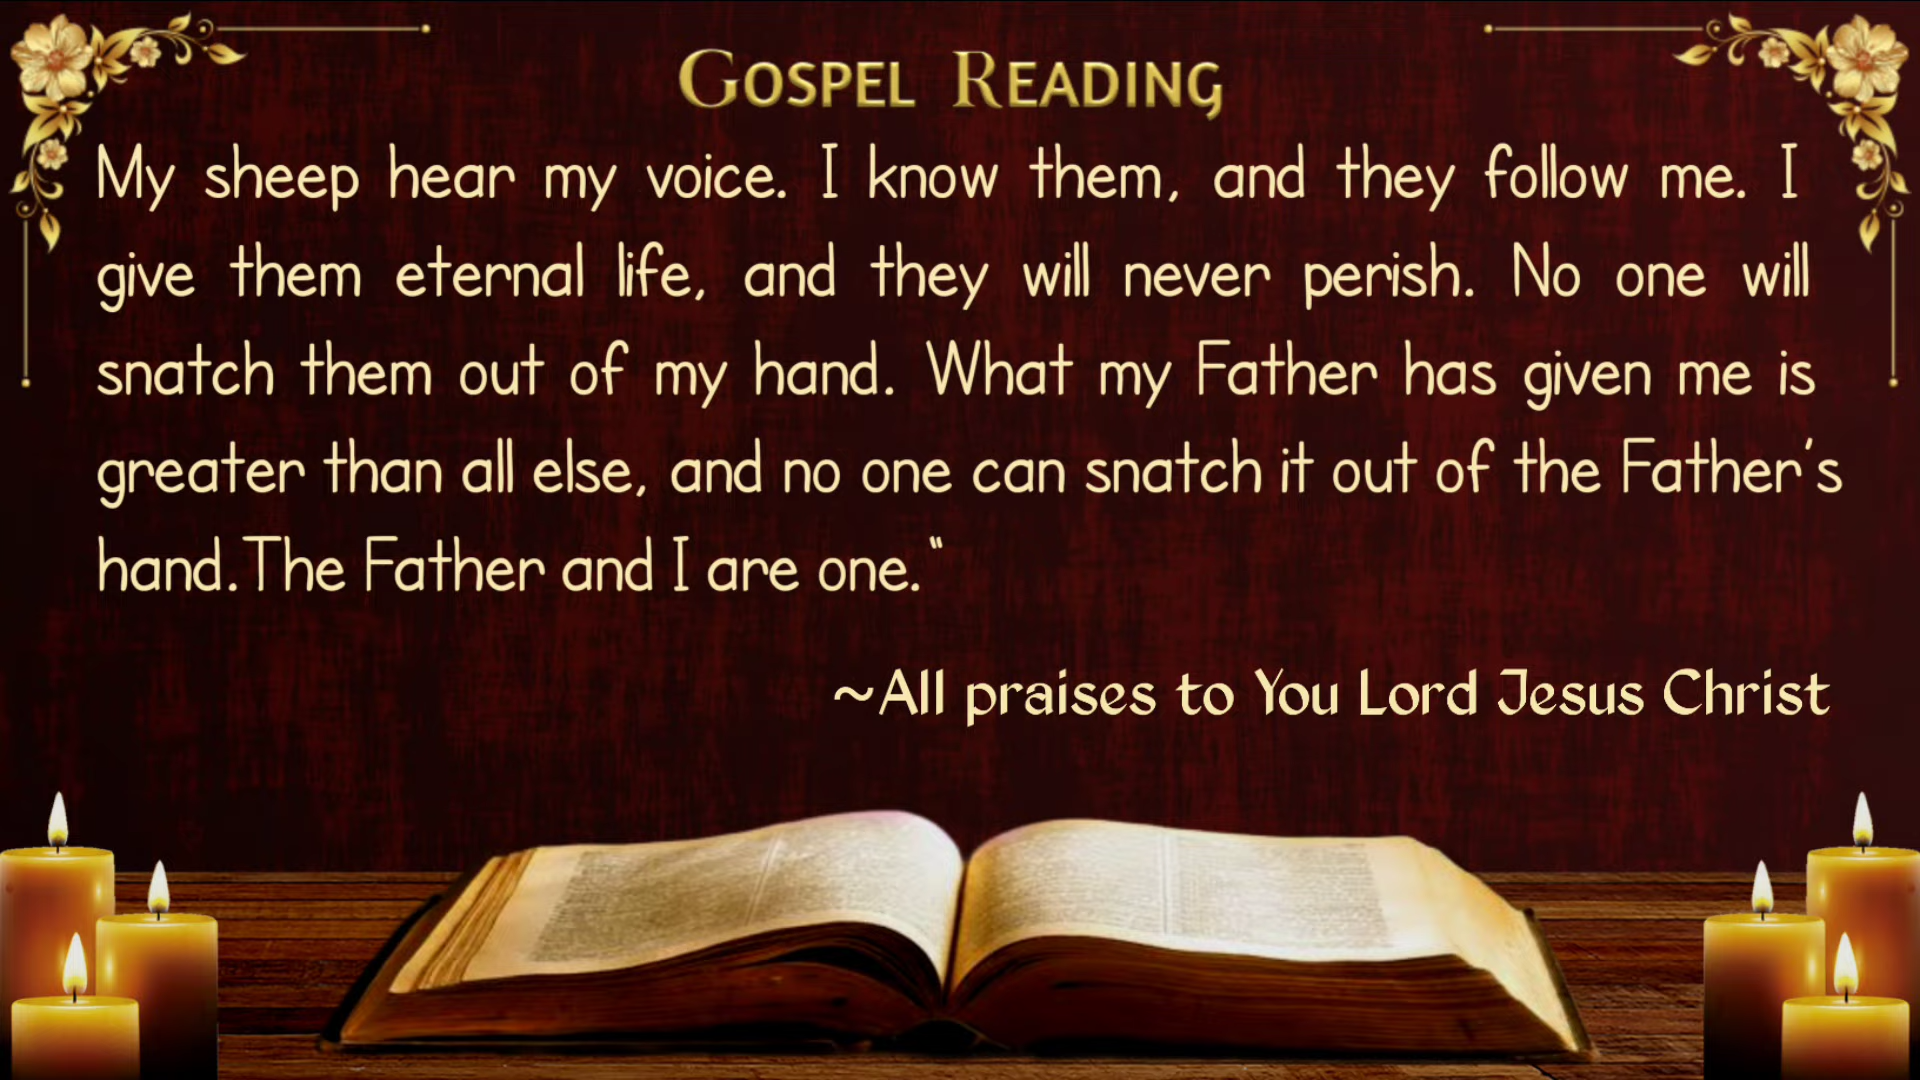 Gospel Reading
My sheep hear my voice. I know them, and they follow me. I
give them eternal life, and they will never perish. No one will
snatch them out of my hand. What my Father has given me is
greater than all else, and no one can snatch it out of the Father's
hand.The Father and I are one.“
~All praises to You Lord Jesus Christ